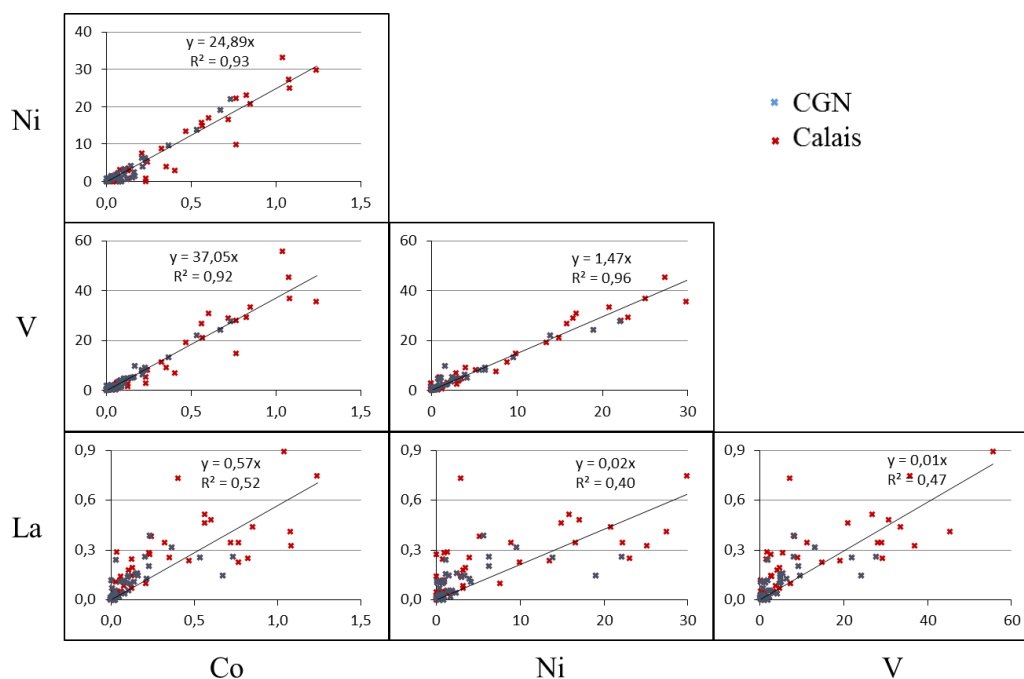 40
30
20
10
0
0,0 0,5 1,0 1,5
y = 24,89x
R² = 0,93
Ni
CGN
Calais
60
40
20
0
0,0 0,5 1,0 1,5
y = 37,05x
R² = 0,92
V
60
40
20
0
0 10 20 30
y = 1,47x
R² = 0,96
0,9
0,6
0,3
0,0
0,0 0,5 1,0 1,5
y = 0,57x
R² = 0,52
La
0,9
0,6
0,3
0,0
0 10 20 30
y = 0,02x
R² = 0,40
0,9
0,6
0,3
0,0
0 20 40 60
y = 0,01x
R² = 0,47
Co
Ni
V